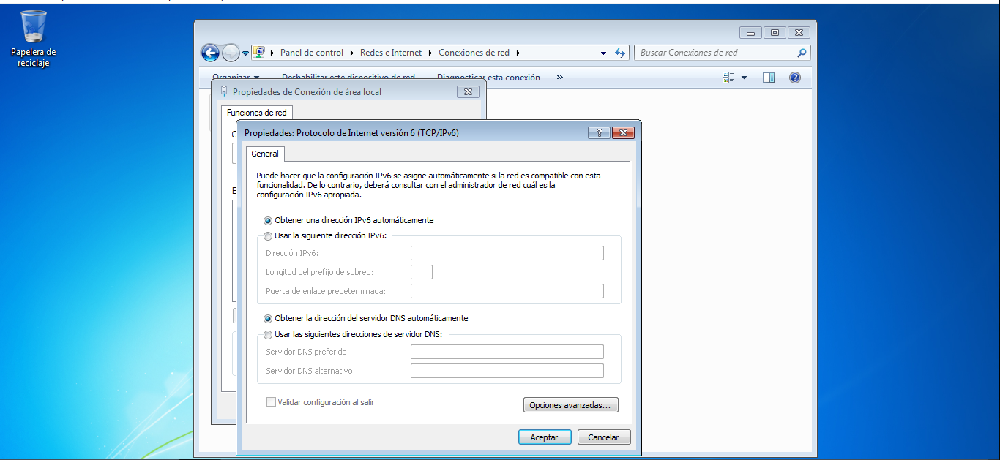 Papelera de
reciclaje
Panel de control
Redes e Internet
Conexiones de red
Buscar Conexiones de red
Organizar
Deshabilitar este dispositivo de red
Diagnosticar esta conexión
»
Propiedades de Conexión de área local
Funciones de red
Propiedades: Protocolo de Internet versión 6 (TCP/IPv6)
General
Puede hacer que la configuración IPv6 se asigne automáticamente si la red es compatible con esta
funcionalidad. De lo contrario, deberá consultar con el administrador de red cuál es la
configuración IPv6 apropiada.
Obtener una dirección IPv6 automáticamente
Usar la siguiente dirección IPv6:
Dirección IPv6:
Longitud del prefijo de subred:
Puerta de enlace predeterminada:
Obtener la dirección del servidor DNS automáticamente
Usar las siguientes direcciones de servidor DNS:
Servidor DNS preferido:
Servidor DNS alternativo:
Validar configuración al salir
Opciones avanzadas...
Aceptar
Cancelar